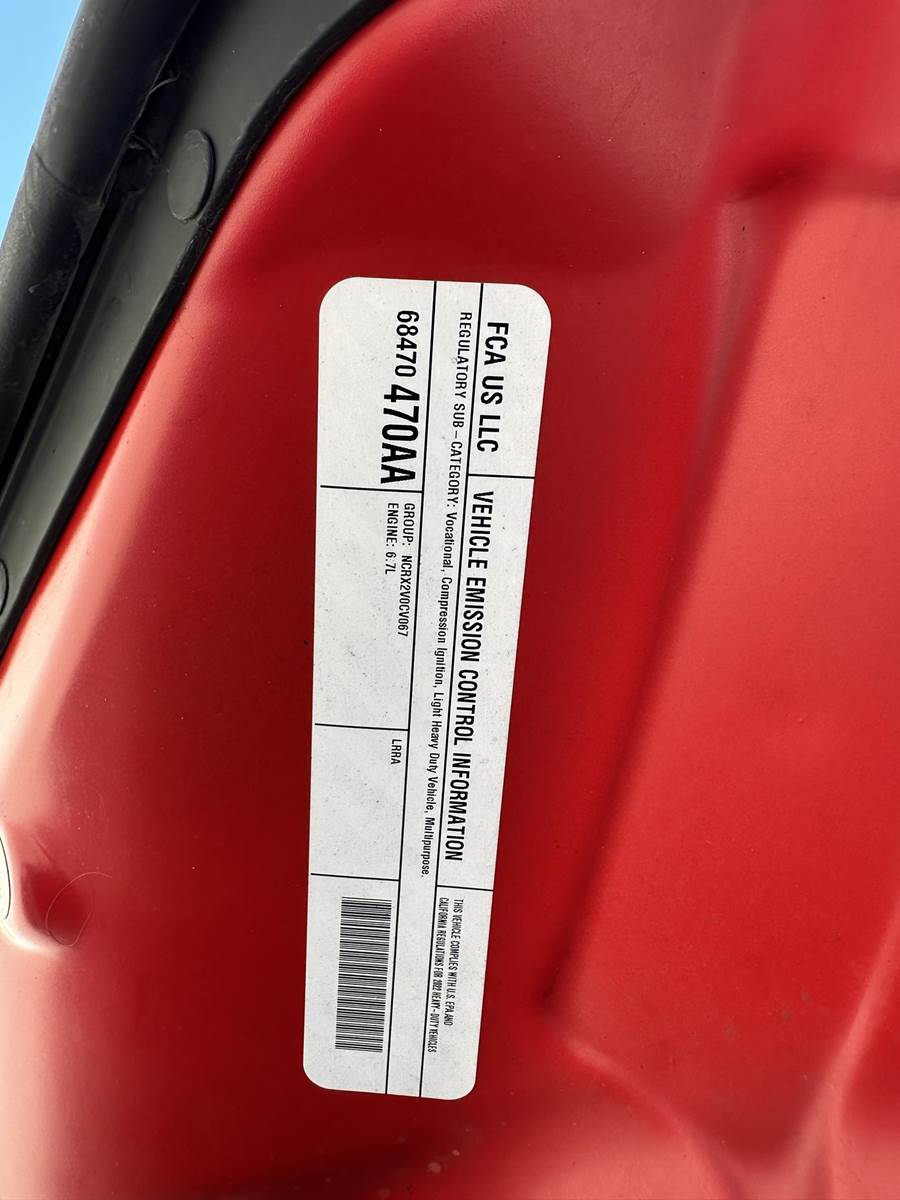 FCA US LLC
VEHICLE EMISSION CONTROL INFORMATION
THIS VEHICLE COMPLIES WITH U.S. EPA AND
CALIFORNIA REGULATIONS FOR 2022 HEAVY-DUTY VEHICLES
REGULATORY SUB-CATEGORY: Vocational, Compression Ignition, Light Heavy Duty Vehicle, Multipurpose.
68470 470AA
GROUP: NCRX2V0CV067
ENGINE: 6.7L
LRRA